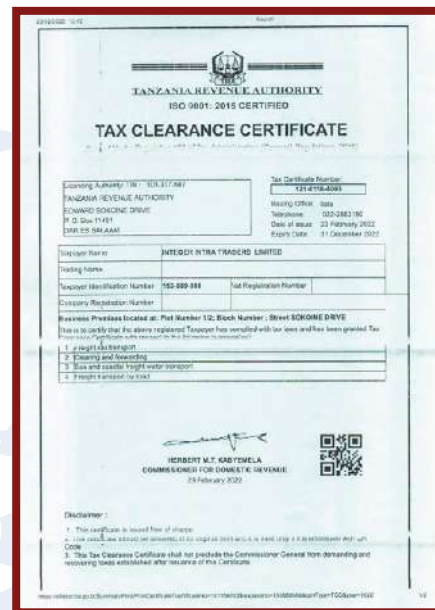 TANZANIA REVENUE AUTHORITY
ISO 9001: 2015 CERTIFIED
TAX CLEARANCE CERTIFICATE
Licensing Authority TIN :
TANZANIA REVENUE AUTHORITY
EDWARD SOKOINE DRIVE
P. O. Box 11491
DAR ES SALAAM
Tax Certificate Number:
Issuing Office: Ilala
Telephone:
Date of issue: 23 February 2022
Expiry Date: 31 December 2022
Taxpayer Name INTEGER INTRA TRADERS LIMITED
Trading Name
Taxpayer Identification Number Vat Registration Number
Company Registration Number
Business Premises located at: Plot Number 1/2; Block Number ; Street SOKOINE DRIVE
This is to certify that the above registered Taxpayer has complied with tax laws and has been granted Tax
1 Freight air transport
2 Clearing and forwarding
3 Sea and coastal freight water transport
4 Freight transport by road
HERBERT M.T. KABYEMELA
COMMISSIONER FOR DOMESTIC REVENUE
23 February 2022
Disclaimer :
1. This certificate is issued free of charge
Code
3. This Tax Clearance Certificate shall not preclude the Commissioner General from demanding and
recovering taxes established after issuance of this Certificate